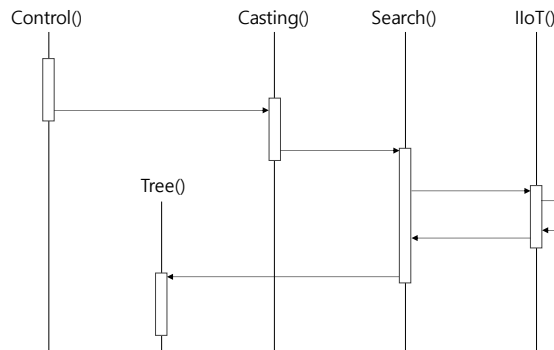 Control()
Casting()
Search()
IIoT()
Tree()